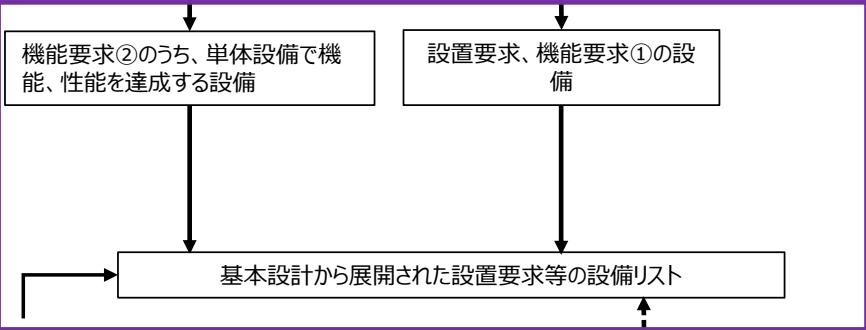 機能要求②のうち、単体設備で機
能、性能を達成する設備
設置要求、機能要求①の設
備
基本設計から展開された設置要求等の設備リスト